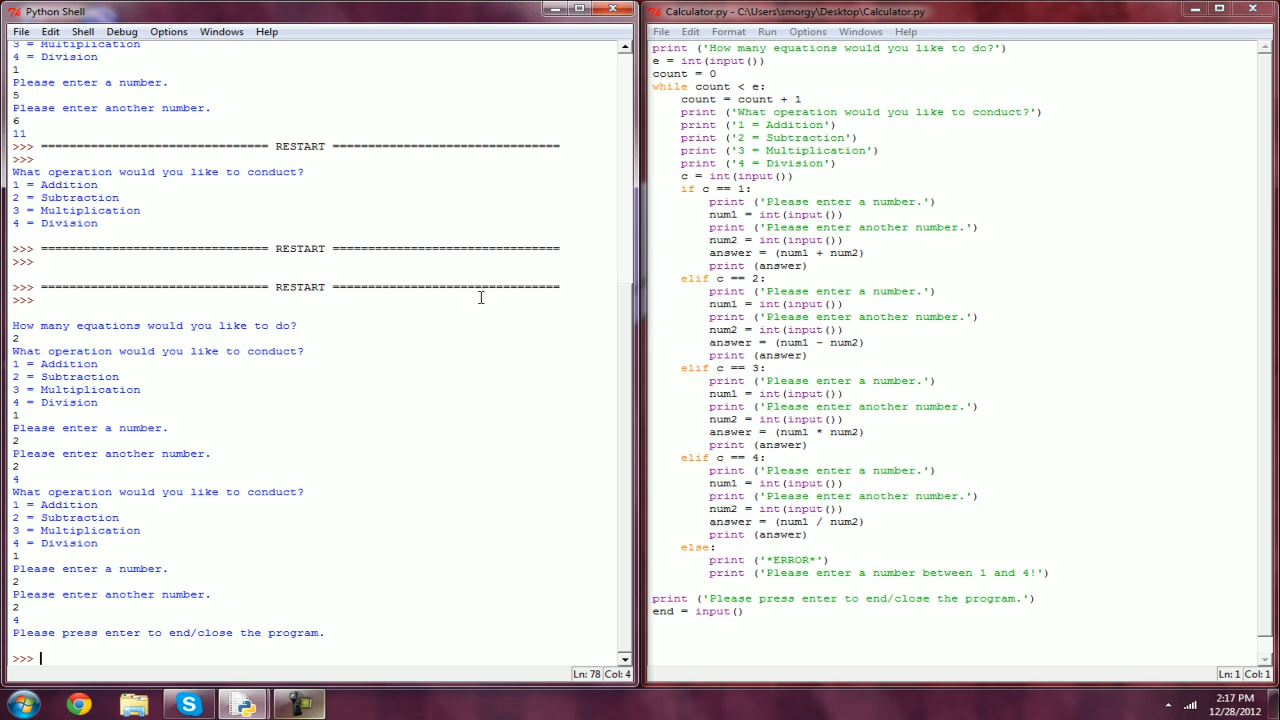 Python Shell
File Edit Shell Debug Options Windows Help
3 = Multiplication
4 = Division
1
Please enter a number.
5
Please enter another number.
6
11
>>> ================================ RESTART ================================
>>>
What operation would you like to conduct?
1 = Addition
2 = Subtraction
3 = Multiplication
4 = Division
>>> ================================ RESTART ================================
>>>
>>> ================================ RESTART ================================
>>>
How many equations would you like to do?
2
What operation would you like to conduct?
1 = Addition
2 = Subtraction
3 = Multiplication
4 = Division
1
Please enter a number.
2
Please enter another number.
2
4
What operation would you like to conduct?
1 = Addition
2 = Subtraction
3 = Multiplication
4 = Division
1
Please enter a number.
2
Please enter another number.
2
4
Please press enter to end/close the program.
>>>
Ln: 78 Col: 4
Calculator.py - C:\Users\smorgy\Desktop\Calculator.py
File Edit Format Run Options Windows Help
print ('How many equations would you like to do?')
e = int(input())
count = 0
while count < e:
    count = count + 1
    print ('What operation would you like to conduct?')
    print ('1 = Addition')
    print ('2 = Subtraction')
    print ('3 = Multiplication')
    print ('4 = Division')
    c = int(input())
    if c == 1:
        print ('Please enter a number.')
        num1 = int(input())
        print ('Please enter another number.')
        num2 = int(input())
        answer = (num1 + num2)
        print (answer)
    elif c == 2:
        print ('Please enter a number.')
        num1 = int(input())
        print ('Please enter another number.')
        num2 = int(input())
        answer = (num1 - num2)
        print (answer)
    elif c == 3:
        print ('Please enter a number.')
        num1 = int(input())
        print ('Please enter another number.')
        num2 = int(input())
        answer = (num1 * num2)
        print (answer)
    elif c == 4:
        print ('Please enter a number.')
        num1 = int(input())
        print ('Please enter another number.')
        num2 = int(input())
        answer = (num1 / num2)
        print (answer)
    else:
        print ('*ERROR*')
        print ('Please enter a number between 1 and 4!')
print ('Please press enter to end/close the program.')
end = input()
Ln: 1 Col: 1
2:17 PM
12/28/2012